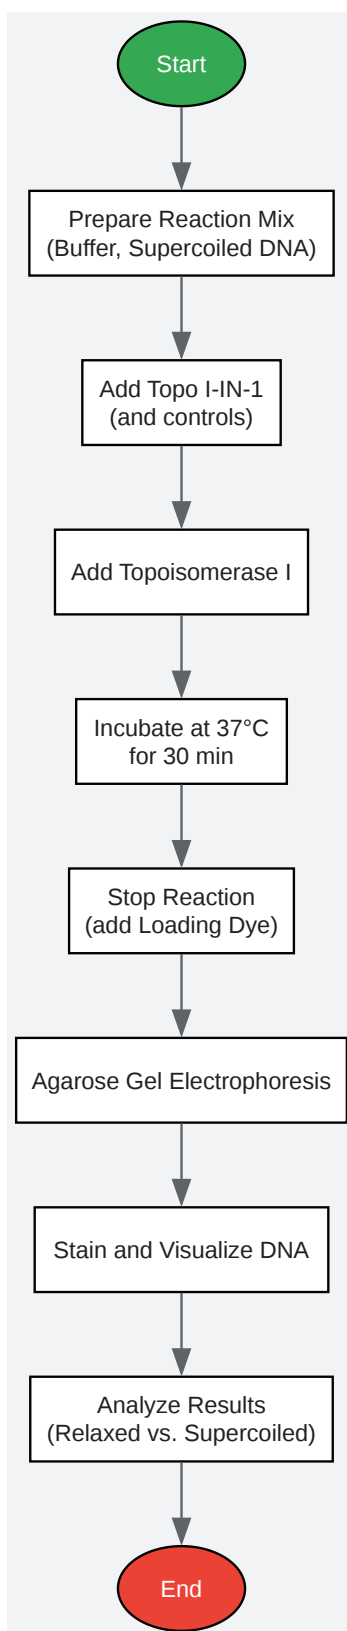 Start
Prepare Reaction Mix
(Buffer, Supercoiled DNA)
Add Topo I-IN-1
(and controls)
Add Topoisomerase I
Incubate at 37°C
for 30 min
Stop Reaction
(add Loading Dye)
Agarose Gel Electrophoresis
Stain and Visualize DNA
Analyze Results
(Relaxed vs. Supercoiled)
End